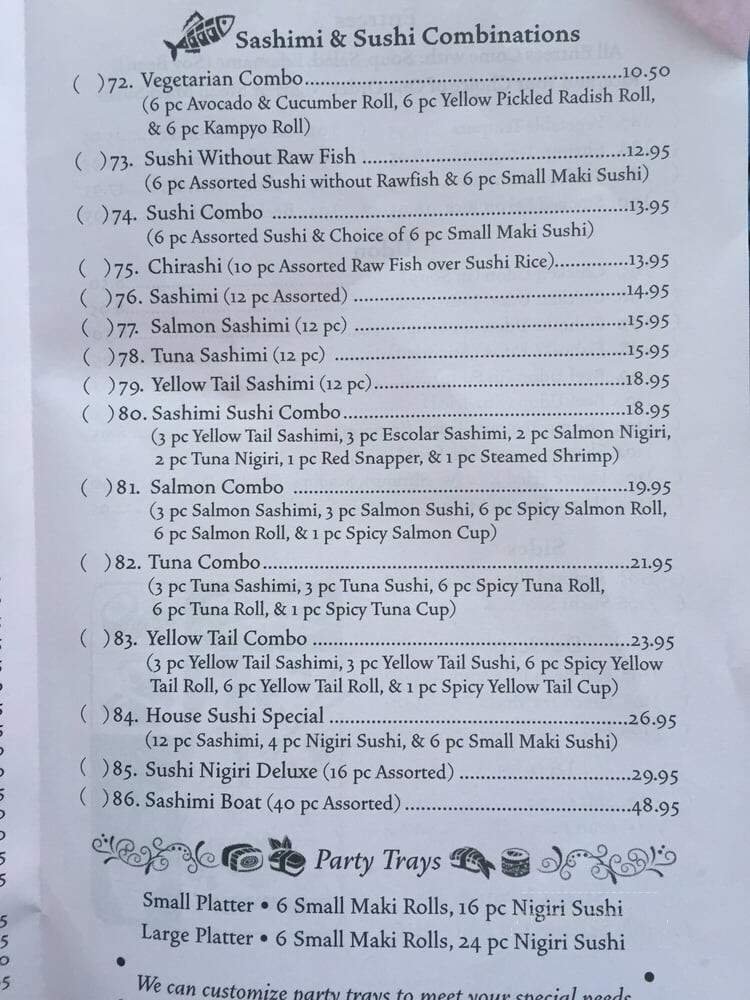 Sashimi & Sushi Combinations
( )72. Vegetarian Combo..........10.50
(6 pc Avocado & Cucumber Roll, 6 pc Yellow Pickled Radish Roll,
& 6 pc Kampyo Roll)
( )73. Sushi Without Raw Fish ..........12.95
(6 pc Assorted Sushi without Rawfish & 6 pc Small Maki Sushi)
( )74. Sushi Combo ..........13.95
(6 pc Assorted Sushi & Choice of 6 pc Small Maki Sushi)
( )75. Chirashi (10 pc Assorted Raw Fish over Sushi Rice)..........13.95
( )76. Sashimi (12 pc Assorted) ..........14.95
( )77. Salmon Sashimi (12 pc) ..........15.95
( )78. Tuna Sashimi (12 pc) ..........15.95
( )79. Yellow Tail Sashimi (12 pc)..........18.95
( )80. Sashimi Sushi Combo..........18.95
(3 pc Yellow Tail Sashimi, 3 pc Escolar Sashimi, 2 pc Salmon Nigiri,
2 pc Tuna Nigiri, 1 pc Red Snapper, & 1 pc Steamed Shrimp)
( )81. Salmon Combo ..........19.95
(3 pc Salmon Sashimi, 3 pc Salmon Sushi, 6 pc Spicy Salmon Roll,
6 pc Salmon Roll, & 1 pc Spicy Salmon Cup)
( )82. Tuna Combo..........21.95
(3 pc Tuna Sashimi, 3 pc Tuna Sushi, 6 pc Spicy Tuna Roll,
6 pc Tuna Roll, & 1 pc Spicy Tuna Cup)
( )83. Yellow Tail Combo ..........23.95
(3 pc Yellow Tail Sashimi, 3 pc Yellow Tail Sushi, 6 pc Spicy Yellow
Tail Roll, 6 pc Yellow Tail Roll, & 1 pc Spicy Yellow Tail Cup)
( )84. House Sushi Special ..........26.95
(12 pc Sashimi, 4 pc Nigiri Sushi, & 6 pc Small Maki Sushi)
( )85. Sushi Nigiri Deluxe (16 pc Assorted) ..........29.95
( )86. Sashimi Boat (40 pc Assorted) ..........48.95
Party Trays
Small Platter • 6 Small Maki Rolls, 16 pc Nigiri Sushi
Large Platter • 6 Small Maki Rolls, 24 pc Nigiri Sushi
• We can customize party trays to meet your special needs •